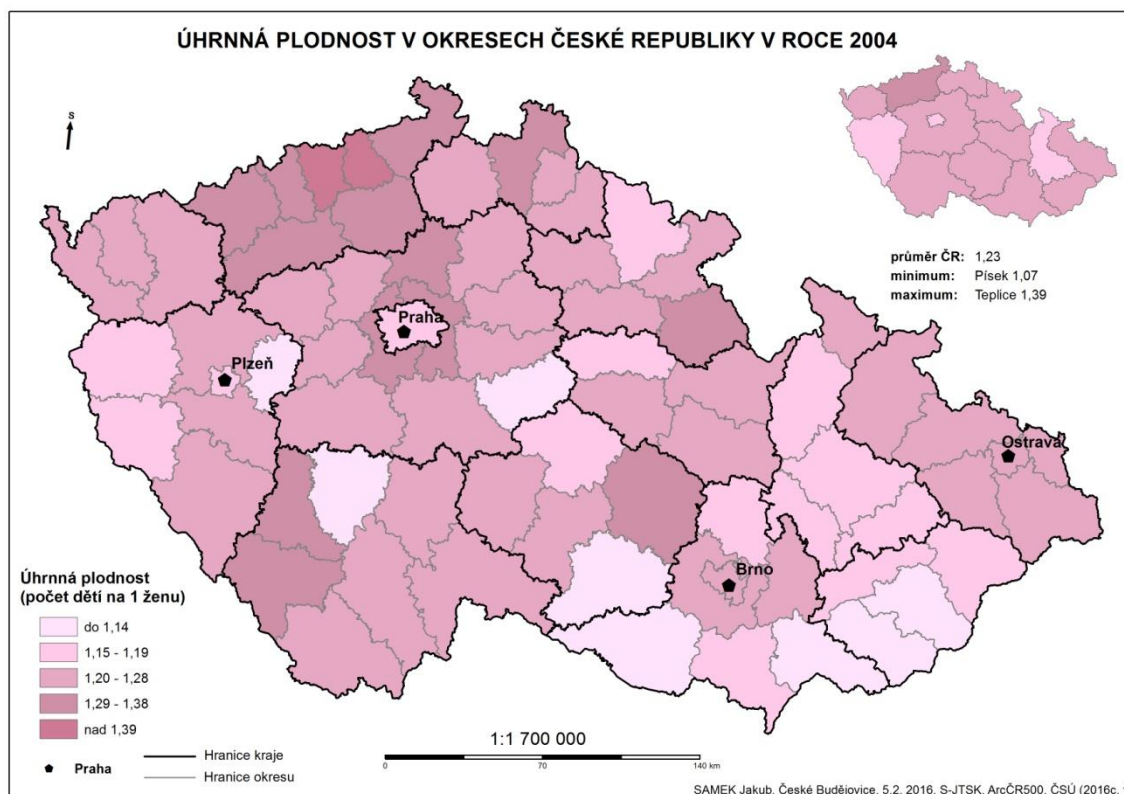 ÚHRNNÁ PLODNOST V OKRESECH ČESKÉ REPUBLIKY V ROCE 2004
S
průměr ČR: 1,23
minimum: Písek 1,07
maximum: Teplice 1,39
Praha
Plzeň
Ostrava
Brno
Úhrnná plodnost
(počet dětí na 1 ženu)
do 1,14
1,15 - 1,19
1,20 - 1,28
1,29 - 1,38
nad 1,39
Praha
Hranice kraje
Hranice okresu
1:1 700 000
0 70 140 km
SAMEK Jakub, České Budějovice, 5.2. 2016, S-JTSK, ArcČR500, ČSÚ (2016c,